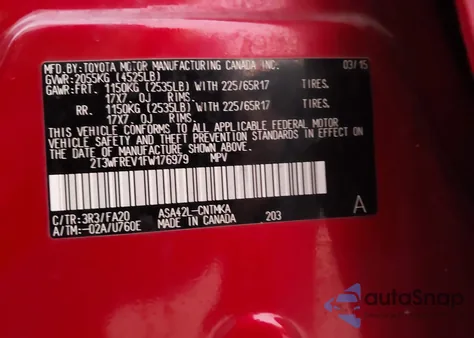 MFD. BY: TOYOTA MOTOR MANUFACTURING CANADA INC. 03/15
GVWR: 2055KG (4525LB)
GAWR: FRT. 1150KG (2535LB) WITH 225/65R17 TIRES.
17X7.0J RIMS.
RR. 1150KG (2535LB) WITH 225/65R17 TIRES.
17X7.0J RIMS.
THIS VEHICLE CONFORMS TO ALL APPLICABLE FEDERAL MOTOR
VEHICLE SAFETY AND THEFT PREVENTION STANDARDS IN EFFECT ON
THE DATE OF MANUFACTURE SHOWN ABOVE.
2T3WFREV1FW176979 MPV
C/TR: 3R3/FA20 ASA42L-CNTMKA A
A/TM: -02A/U760E MADE IN CANADA 203
autoSnap